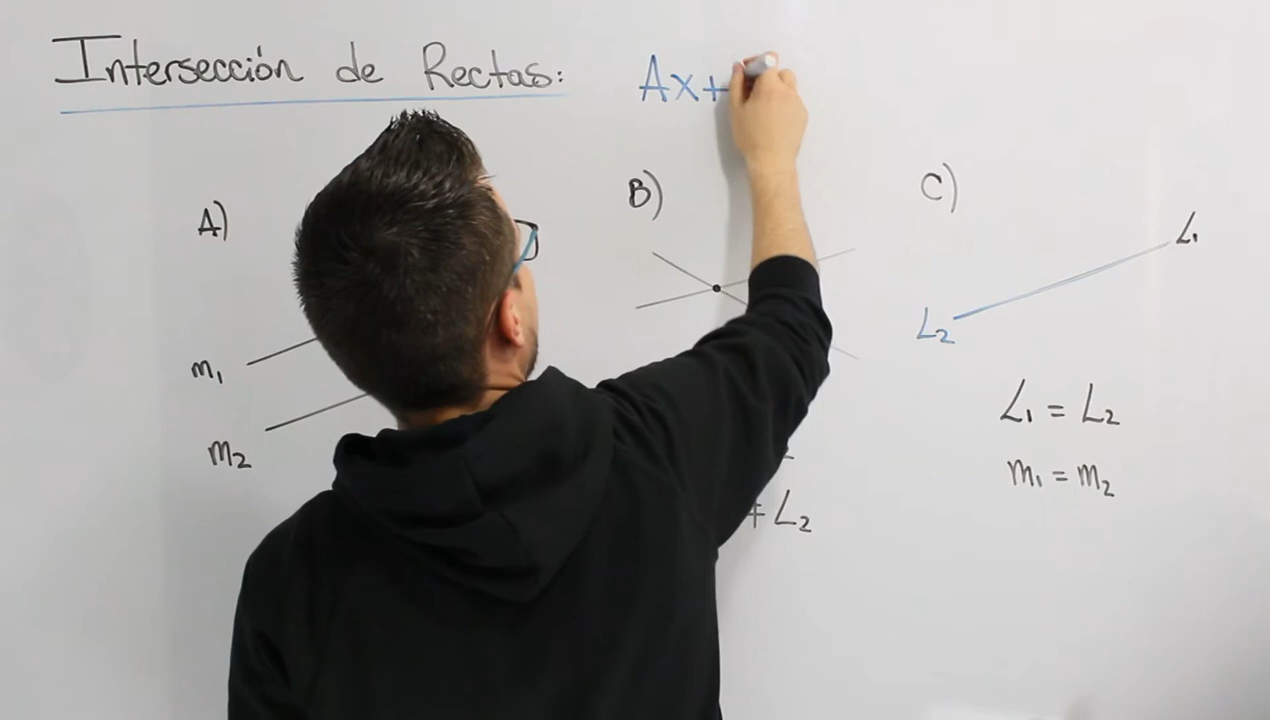 Intersección de Rectas:
Ax+
A)
m₁
m₂
B)
≠ L₂
C)
L₁
L₂
L₁ = L₂
m₁ = m₂